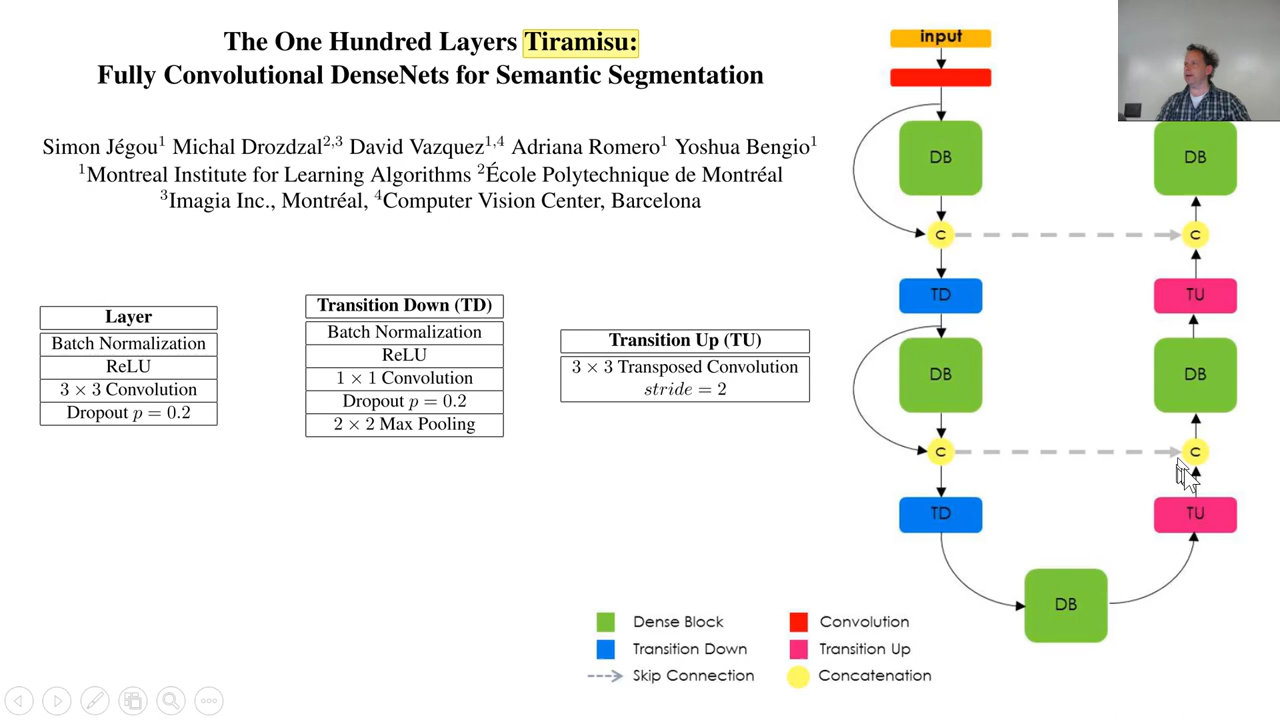 The One Hundred Layers Tiramisu:
Fully Convolutional DenseNets for Semantic Segmentation
Simon Jégou¹ Michal Drozdzal²,³ David Vazquez¹,⁴ Adriana Romero¹ Yoshua Bengio¹
¹Montreal Institute for Learning Algorithms ²École Polytechnique de Montréal
³Imagia Inc., Montréal, ⁴Computer Vision Center, Barcelona
Layer
Batch Normalization
ReLU
3 × 3 Convolution
Dropout p = 0.2
Transition Down (TD)
Batch Normalization
ReLU
1 × 1 Convolution
Dropout p = 0.2
2 × 2 Max Pooling
Transition Up (TU)
3 × 3 Transposed Convolution
stride = 2
input
DB
DB
C
C
TD
TU
DB
DB
C
C
TD
TU
DB
Dense Block
Convolution
Transition Down
Transition Up
Skip Connection
Concatenation